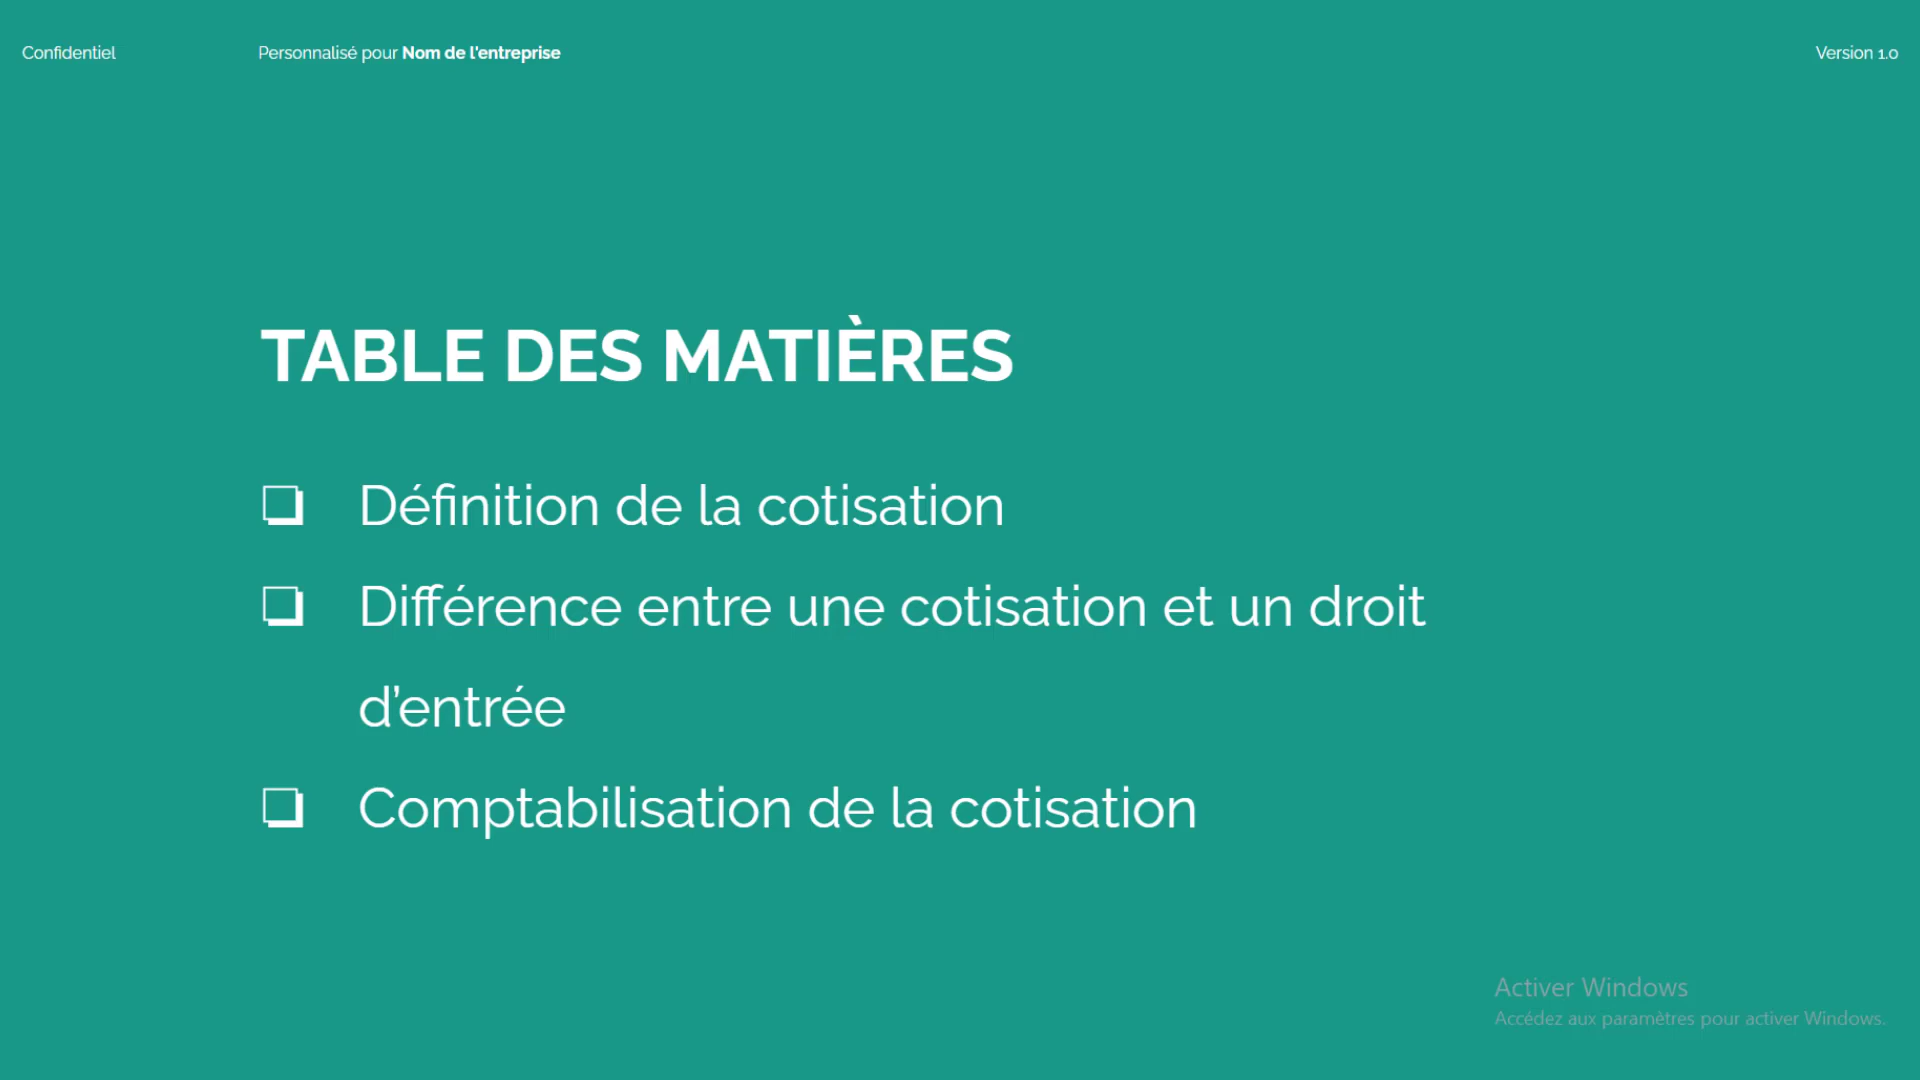 Confidentiel
Personnalisé pour Nom de l'entreprise
Version 1.0
TABLE DES MATIÈRES
❏ Définition de la cotisation
❏ Différence entre une cotisation et un droit
d’entrée
❏ Comptabilisation de la cotisation
Activer Windows
Accédez aux paramètres pour activer Windows.